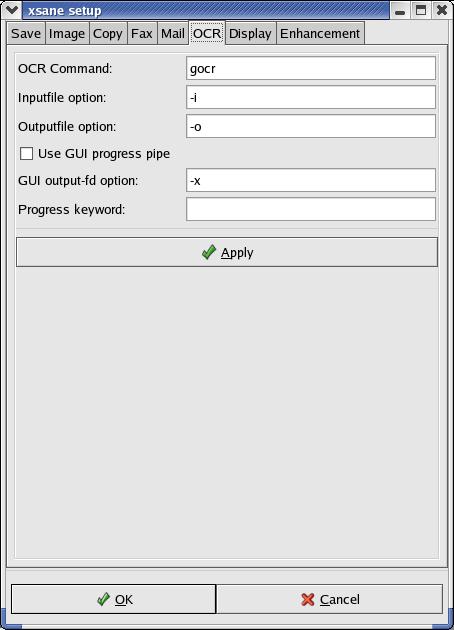 xsane setup
Save Image Copy Fax Mail OCR Display Enhancement
OCR Command: gocr
Inputfile option: -i
Outputfile option: -o
Use GUI progress pipe
GUI output-fd option: -x
Progress keyword:
Apply
OK Cancel